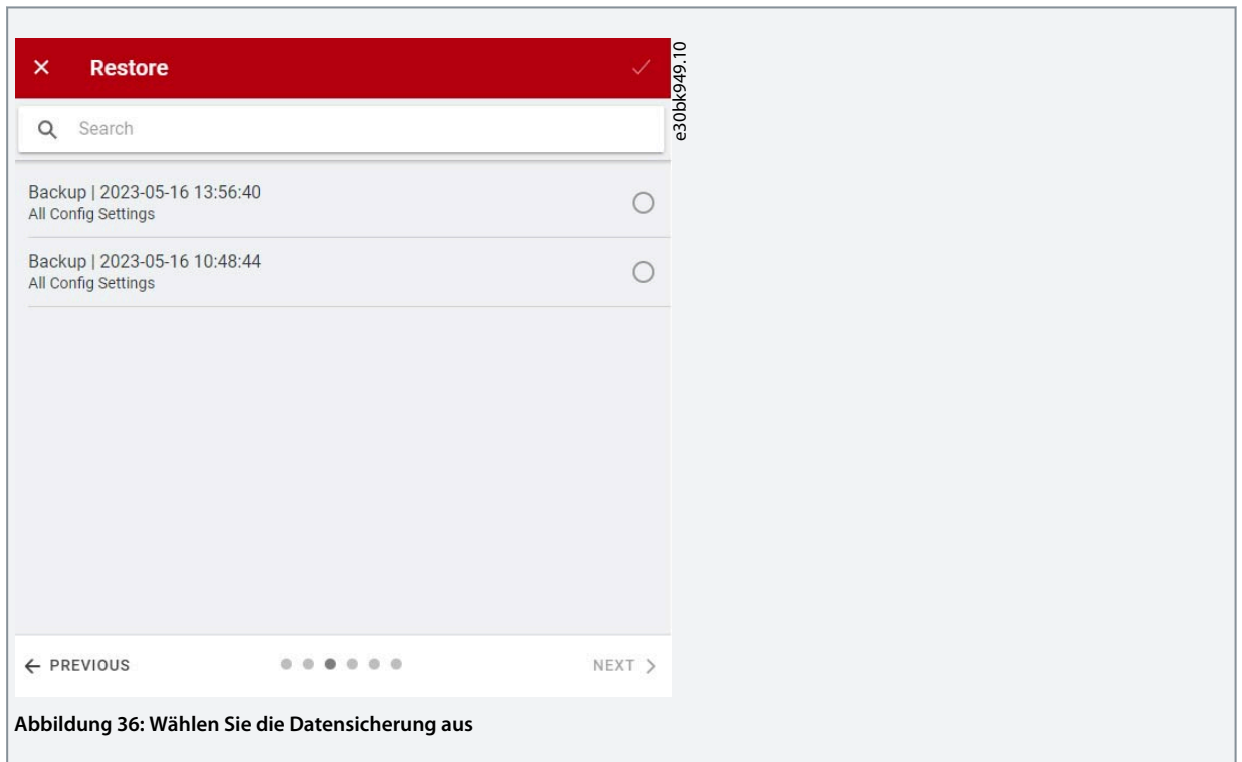 Restore
e30bk949.10
Search
Backup | 2023-05-16 13:56:40
All Config Settings
Backup | 2023-05-16 10:48:44
All Config Settings
PREVIOUS
NEXT
Abbildung 36: Wählen Sie die Datensicherung aus